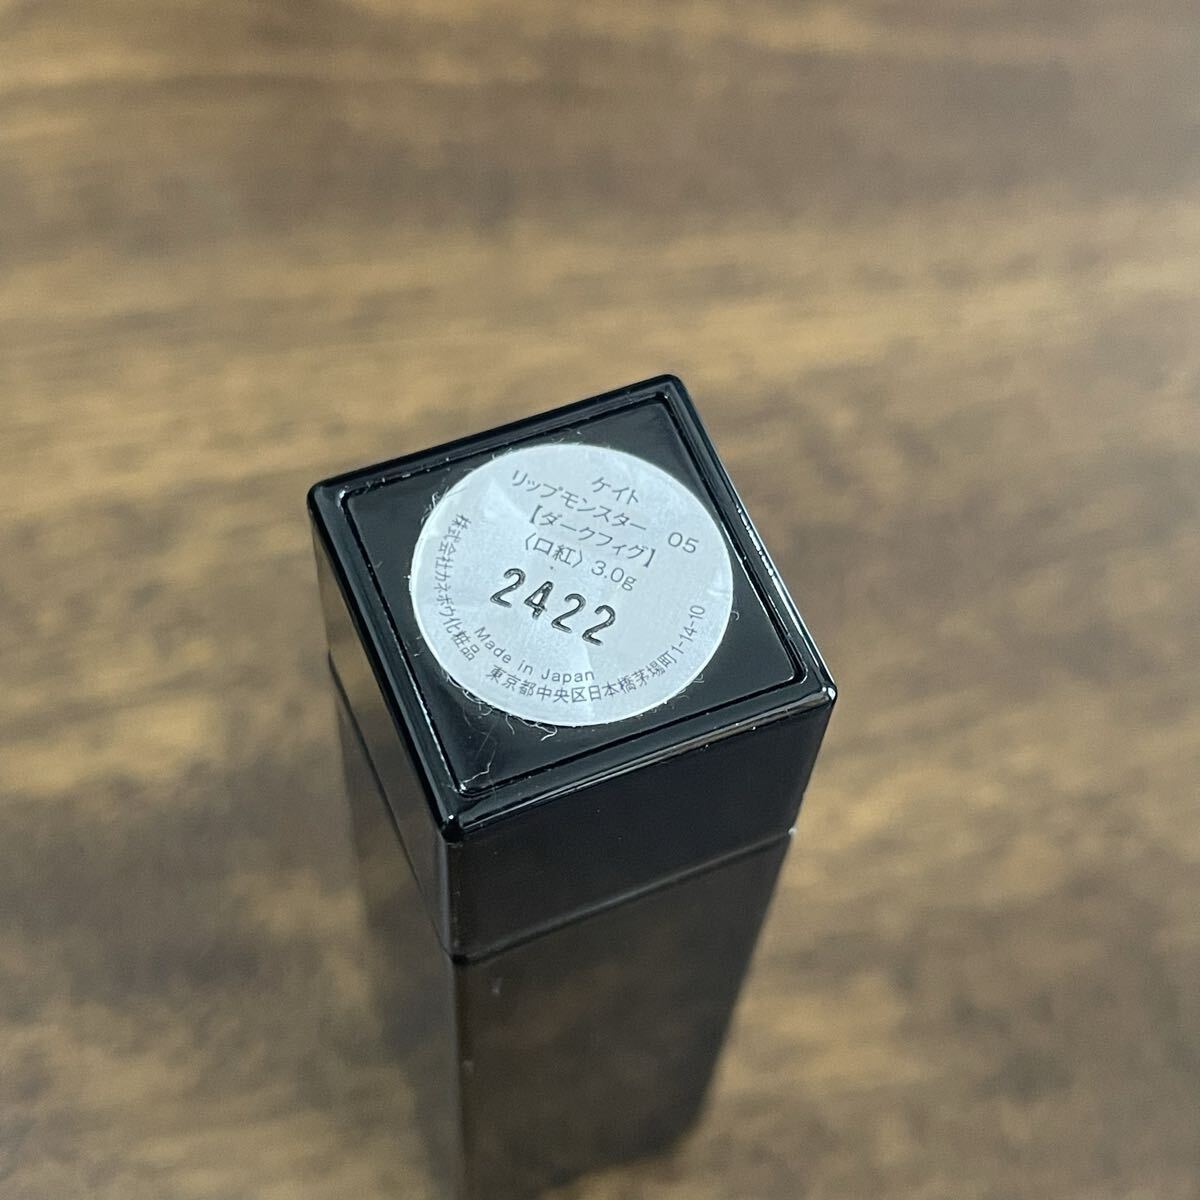 ケイト
リップモンスター 05
【ダークフィグ】
〈口紅〉3.0g
2422
Made in Japan
株式会社カネボウ化粧品 東京都中央区日本橋茅場町1-14-10